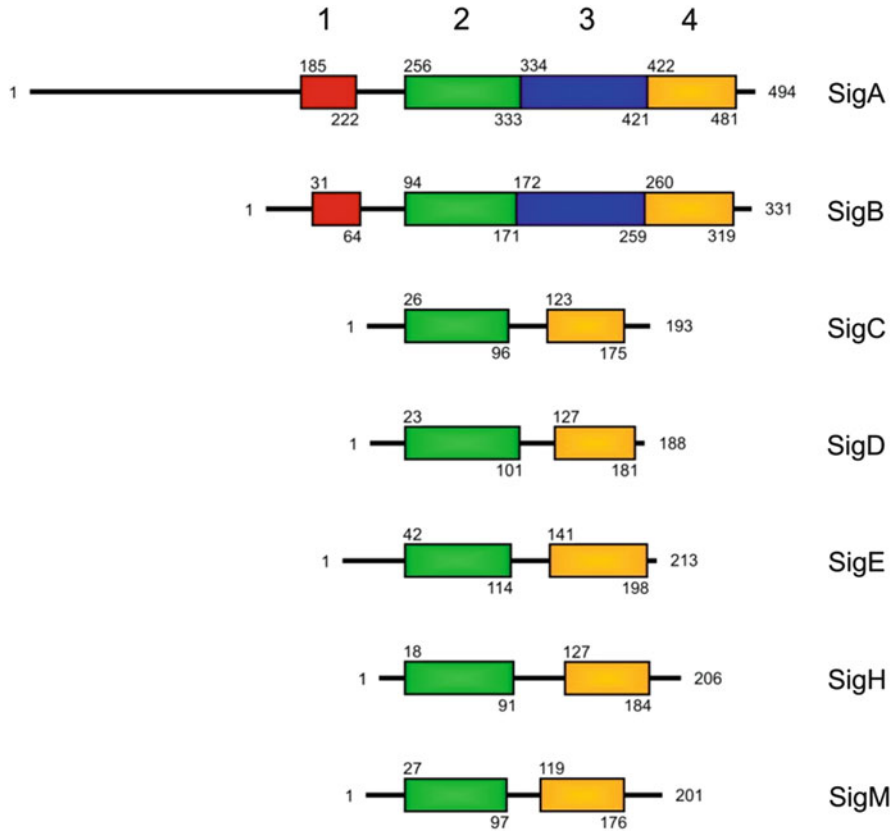 1 2 3 4
185 256 334 422
1 494 SigA
222 333 421 481
31 94 172 260
1 331 SigB
64 171 259 319
26 123
1 193 SigC
96 175
23 127
1 188 SigD
101 181
42 141
1 213 SigE
114 198
18 127
1 206 SigH
91 184
27 119
1 201 SigM
97 176